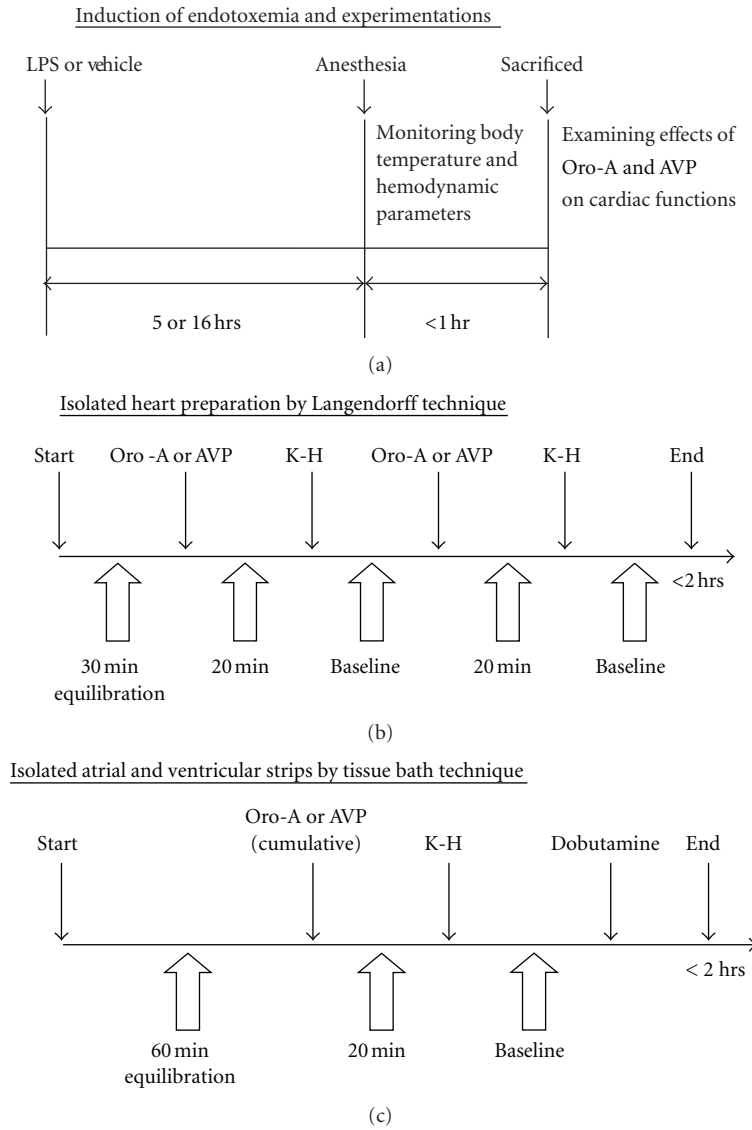 Induction of endotoxemia and experimentations
LPS or vehicle
Anesthesia
Sacrificed
Monitoring body
temperature and
hemodynamic
parameters
Examining effects of
Oro-A and AVP
on cardiac functions
5 or 16 hrs
<1 hr
(a)
Isolated heart preparation by Langendorff technique
Start
Oro -A or AVP
K-H
Oro-A or AVP
K-H
End
<2 hrs
30 min
equilibration
20 min
Baseline
20 min
Baseline
(b)
Isolated atrial and ventricular strips by tissue bath technique
Start
Oro-A or AVP
(cumulative)
K-H
Dobutamine
End
< 2 hrs
60 min
equilibration
20 min
Baseline
(c)